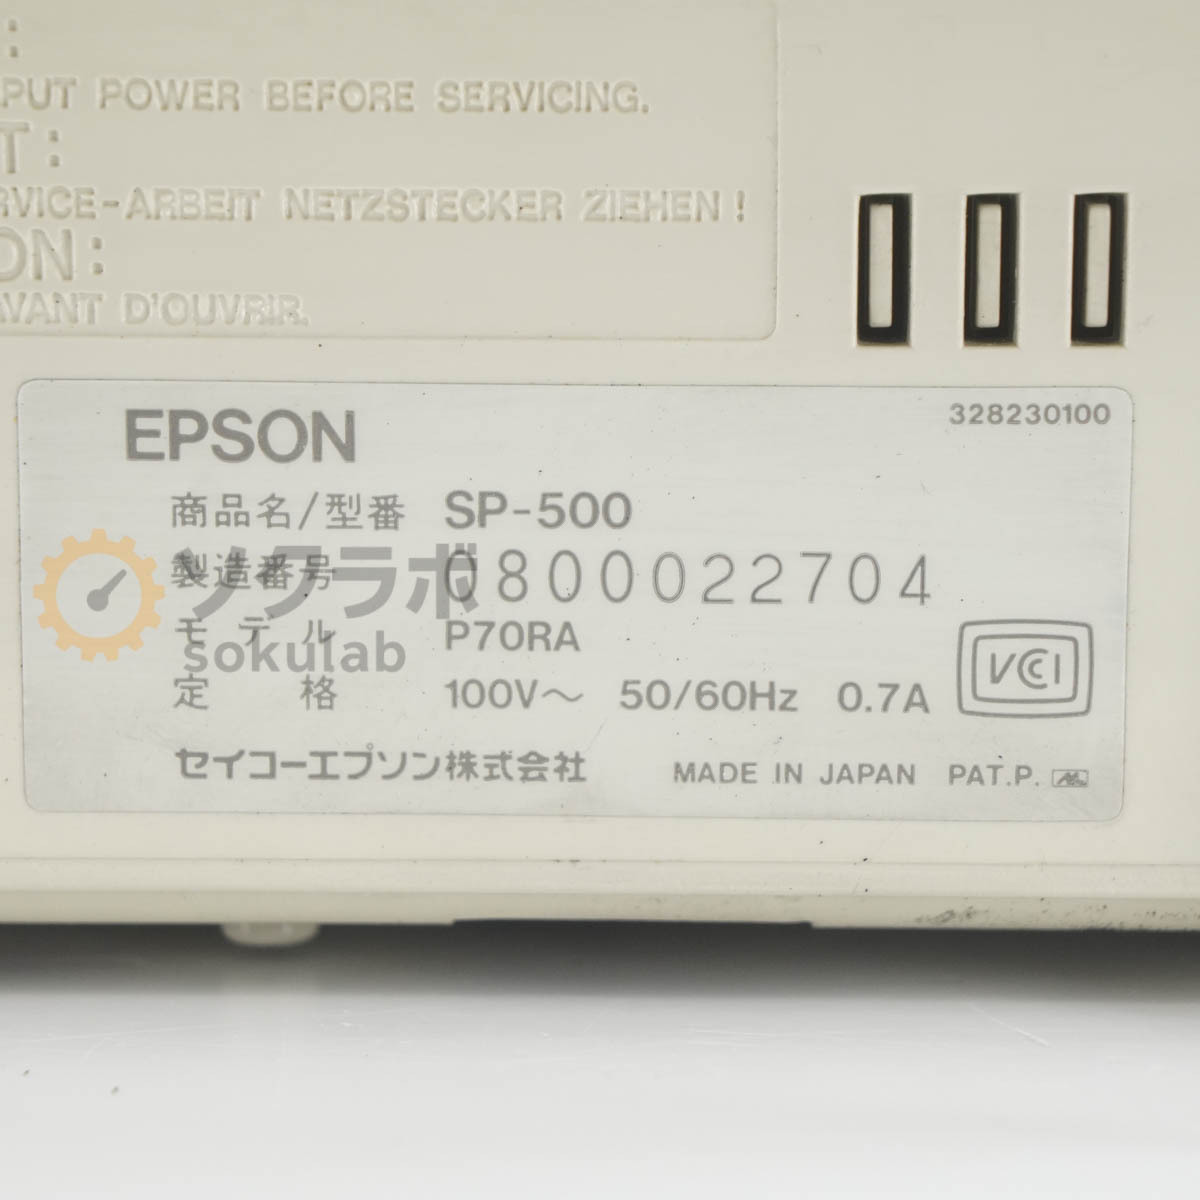 :
PUT POWER BEFORE SERVICING.
T:
RVICE-ARBEIT NETZSTECKER ZIEHEN !
ON:
AVANT D'OUVRIR.
EPSON
328230100
商品名/型番 SP-500
製造番号 0800022704
モデル P70RA
定格 100V～ 50/60Hz 0.7A
VCCI
セイコーエプソン株式会社 MADE IN JAPAN PAT.P.
ソクラボ
sokulab